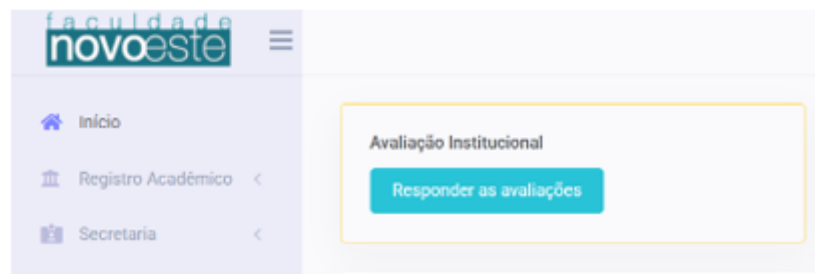 faculdade
novoeste
Início
Registro Acadêmico
Secretaria
Avaliação Institucional
Responder as avaliações